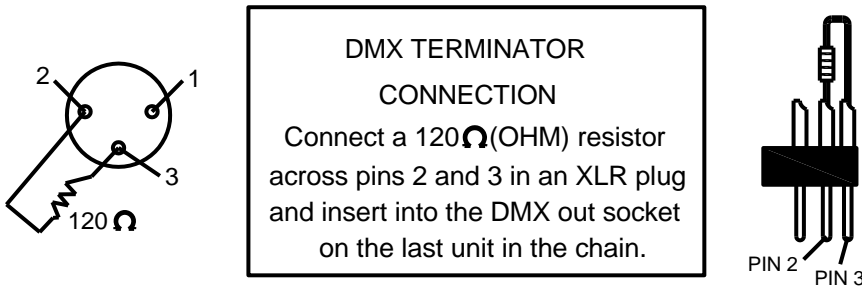 2
1
3
120 Ω
DMX TERMINATOR
CONNECTION
Connect a 120Ω(OHM) resistor
across pins 2 and 3 in an XLR plug
and insert into the DMX out socket
on the last unit in the chain.
PIN 2
PIN 3